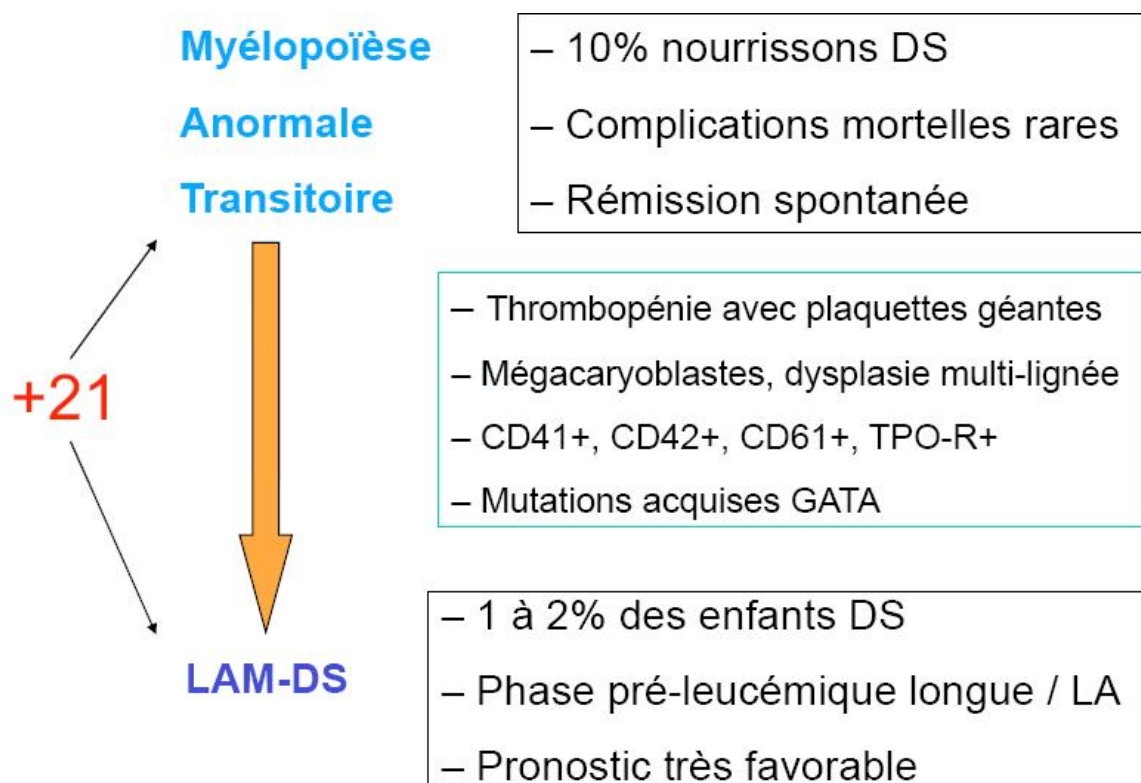 Myélopoïèse
Anormale
Transitoire
– 10% nourrissons DS
– Complications mortelles rares
– Rémission spontanée
+21
– Thrombopénie avec plaquettes géantes
– Mégacaryoblastes, dysplasie multi-lignée
– CD41+, CD42+, CD61+, TPO-R+
– Mutations acquises GATA
LAM-DS
– 1 à 2% des enfants DS
– Phase pré-leucémique longue / LA
– Pronostic très favorable